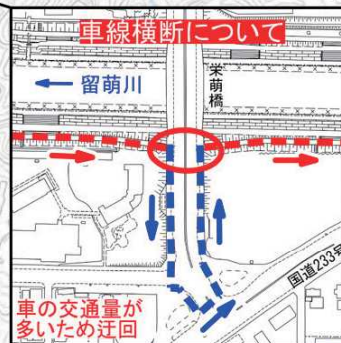 車線横断について
留萌川
栄萌橋
国道233号
車の交通量が
多いため迂回